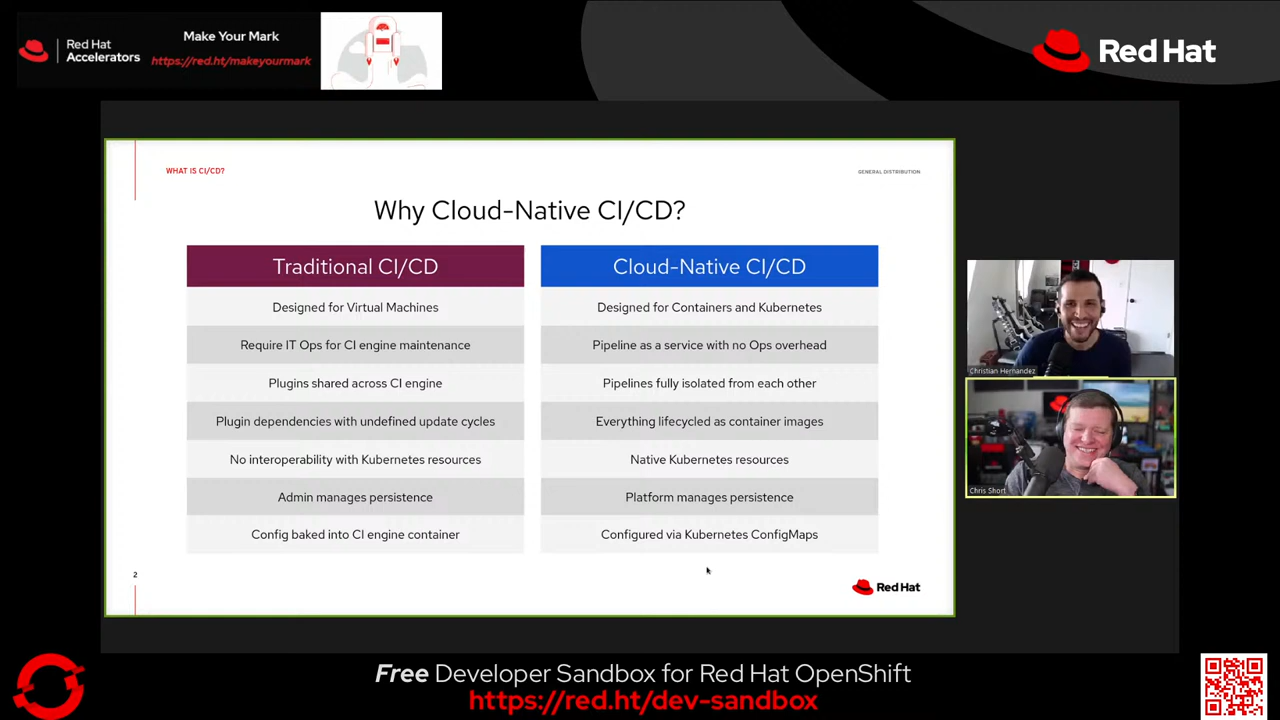 Red Hat
Accelerators
Make Your Mark
https://red.ht/makeyourmark
Red Hat
WHAT IS CI/CD?
GENERAL DISTRIBUTION
Why Cloud-Native CI/CD?
Traditional CI/CD
Cloud-Native CI/CD
Designed for Virtual Machines
Designed for Containers and Kubernetes
Require IT Ops for CI engine maintenance
Pipeline as a service with no Ops overhead
Plugins shared across CI engine
Pipelines fully isolated from each other
Plugin dependencies with undefined update cycles
Everything lifecycled as container images
No interoperability with Kubernetes resources
Native Kubernetes resources
Admin manages persistence
Platform manages persistence
Config baked into CI engine container
Configured via Kubernetes ConfigMaps
2
Red Hat
Christian Hernandez
Chris Short
Free Developer Sandbox for Red Hat OpenShift
https://red.ht/dev-sandbox